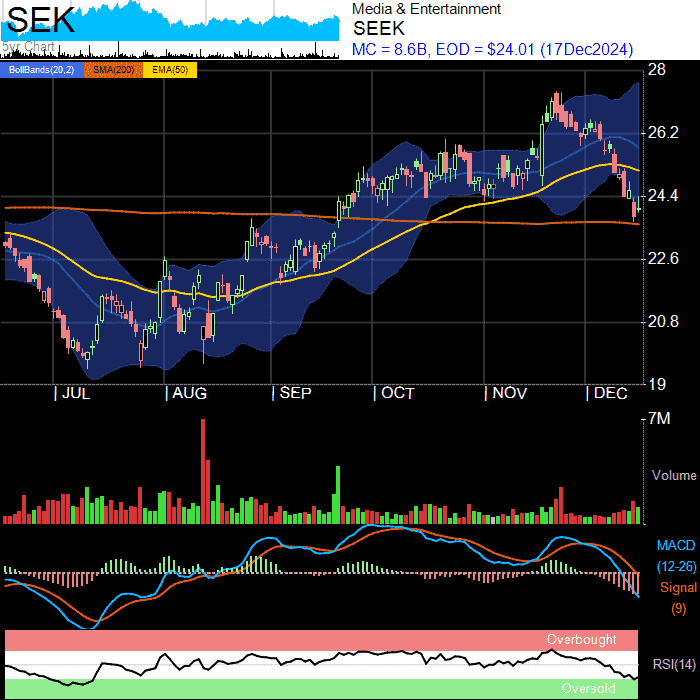 SEK
5yr Chart
Media & Entertainment
SEEK
MC = 8.6B, EOD = $24.01 (17Dec2024)
BollBands(20,2) SMA(200) EMA(50)
28
26.2
24.4
22.6
20.8
19
JUL AUG SEP OCT NOV DEC
7M
Volume
MACD
(12-26)
Signal
(9)
Overbought
RSI(14)
Oversold